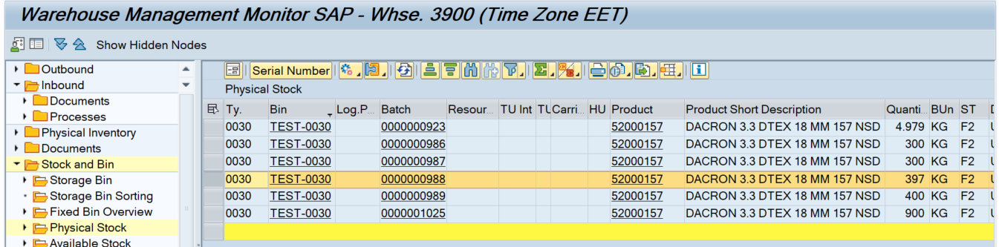 Warehouse Management Monitor SAP - Whse. 3900 (Time Zone EET)
Show Hidden Nodes
Outbound
Inbound
Documents
Processes
Physical Inventory
Documents
Stock and Bin
Storage Bin
Storage Bin Sorting
Fixed Bin Overview
Physical Stock
Available Stock
Serial Number
Physical Stock
Ty. Bin Log.P... Batch Resour... TU Int TU Carri... HU Product Product Short Description Quanti... BUn ST
0030 TEST-0030 0000000923 52000157 DACRON 3.3 DTEX 18 MM 157 NSD 4.979 KG F2
0030 TEST-0030 0000000986 52000157 DACRON 3.3 DTEX 18 MM 157 NSD 300 KG F2
0030 TEST-0030 0000000987 52000157 DACRON 3.3 DTEX 18 MM 157 NSD 300 KG F2
0030 TEST-0030 0000000988 52000157 DACRON 3.3 DTEX 18 MM 157 NSD 397 KG F2
0030 TEST-0030 0000000989 52000157 DACRON 3.3 DTEX 18 MM 157 NSD 400 KG F2
0030 TEST-0030 0000001025 52000157 DACRON 3.3 DTEX 18 MM 157 NSD 900 KG F2